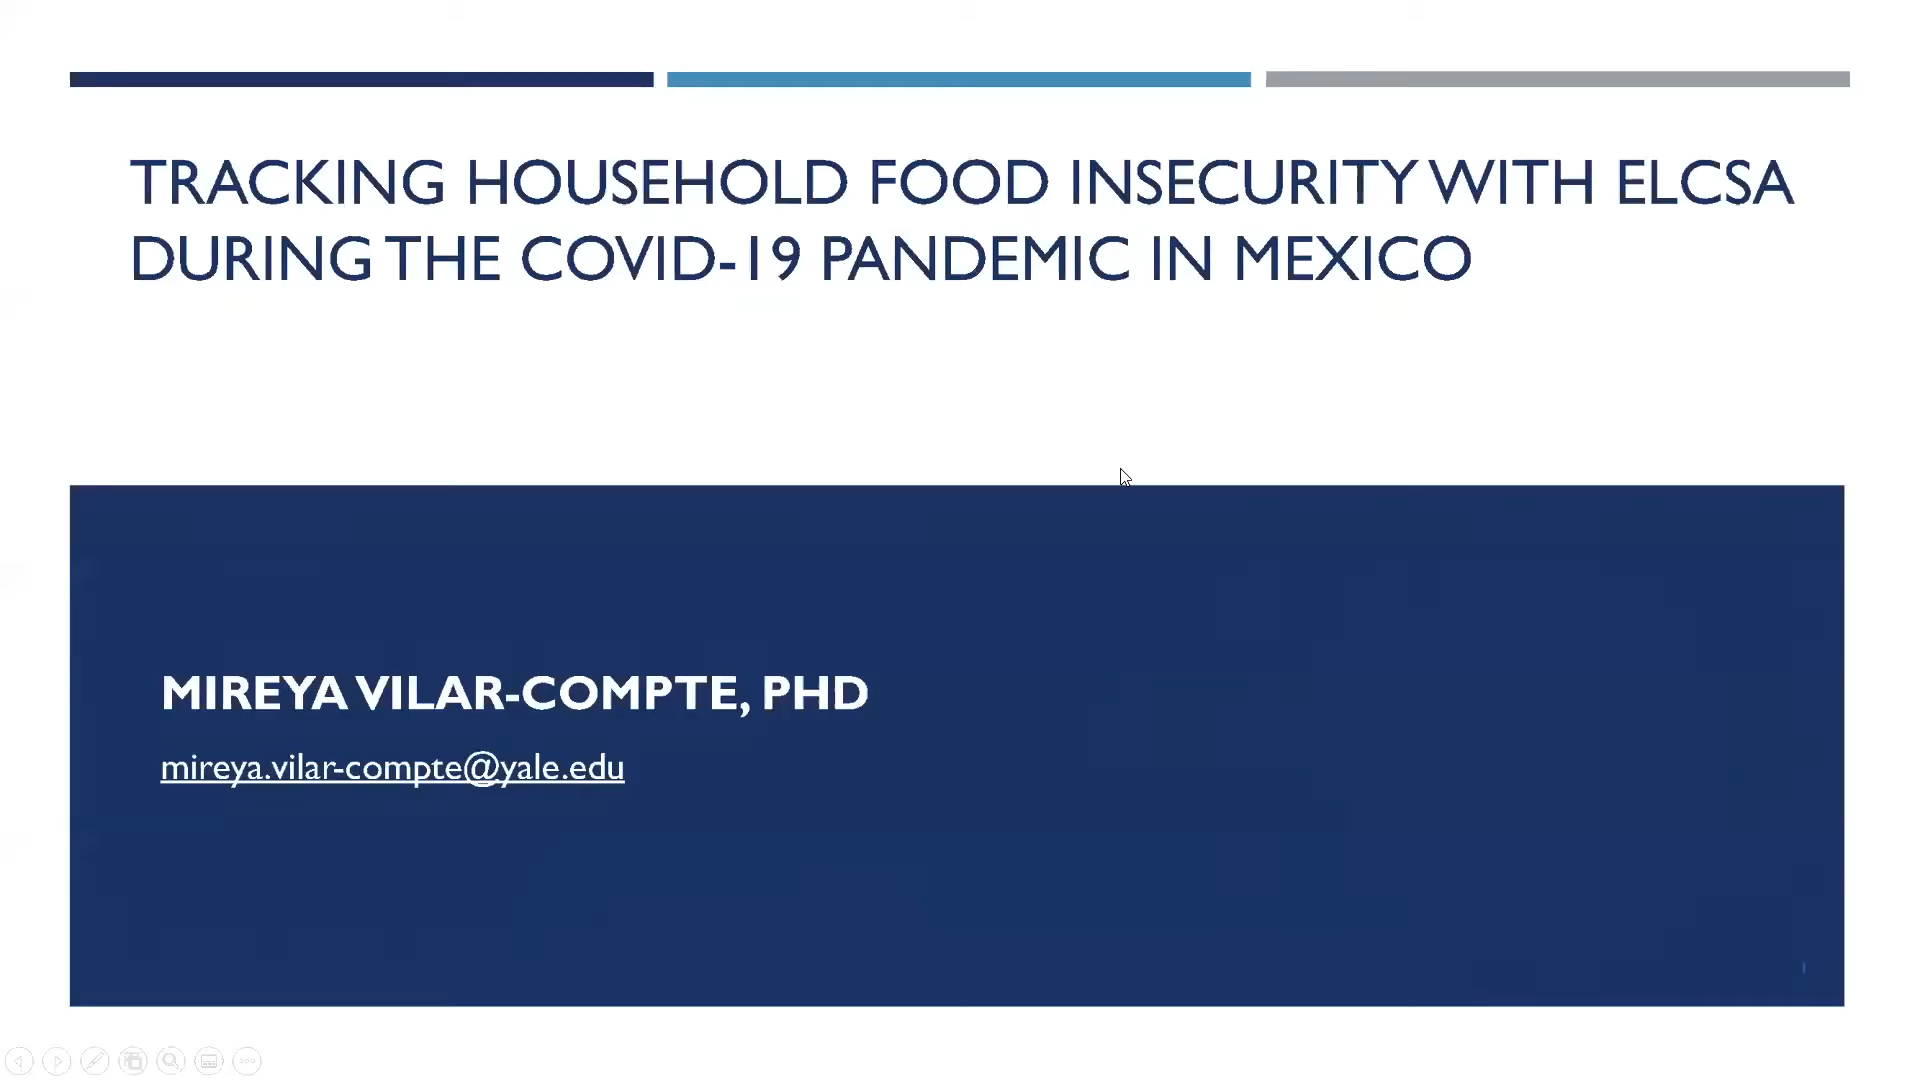 TRACKING HOUSEHOLD FOOD INSECURITY WITH ELCSA
DURING THE COVID-19 PANDEMIC IN MEXICO
MIREYA VILAR-COMPTE, PHD
mireya.vilar-compte@yale.edu
1